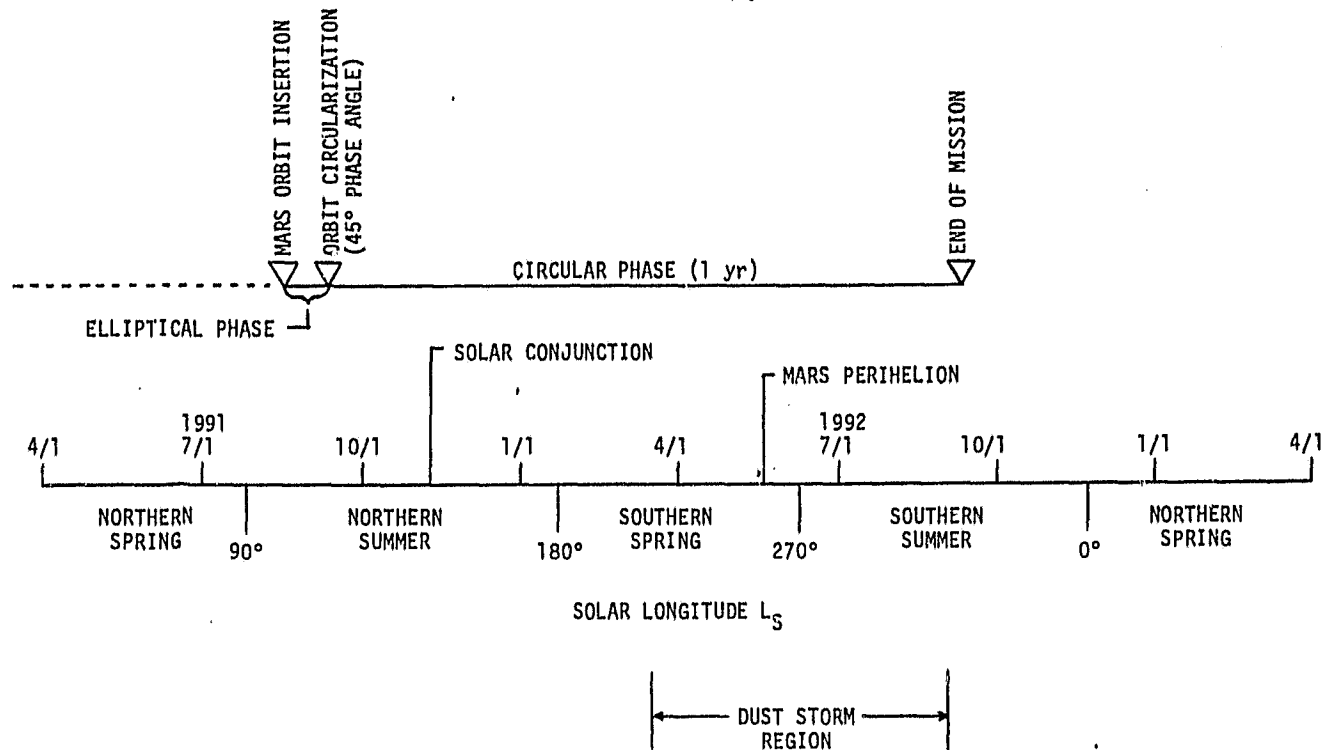 MARS ORBIT INSERTION
ORBIT CIRCULARIZATION
(45° PHASE ANGLE)
END OF MISSION
CIRCULAR PHASE (1 yr)
ELLIPTICAL PHASE
SOLAR CONJUNCTION
MARS PERIHELION
1991
1992
4/1
7/1
10/1
1/1
4/1
7/1
10/1
1/1
4/1
NORTHERN
SPRING
90°
NORTHERN
SUMMER
180°
SOUTHERN
SPRING
270°
SOUTHERN
SUMMER
0°
NORTHERN
SPRING
SOLAR LONGITUDE LS
DUST STORM
REGION